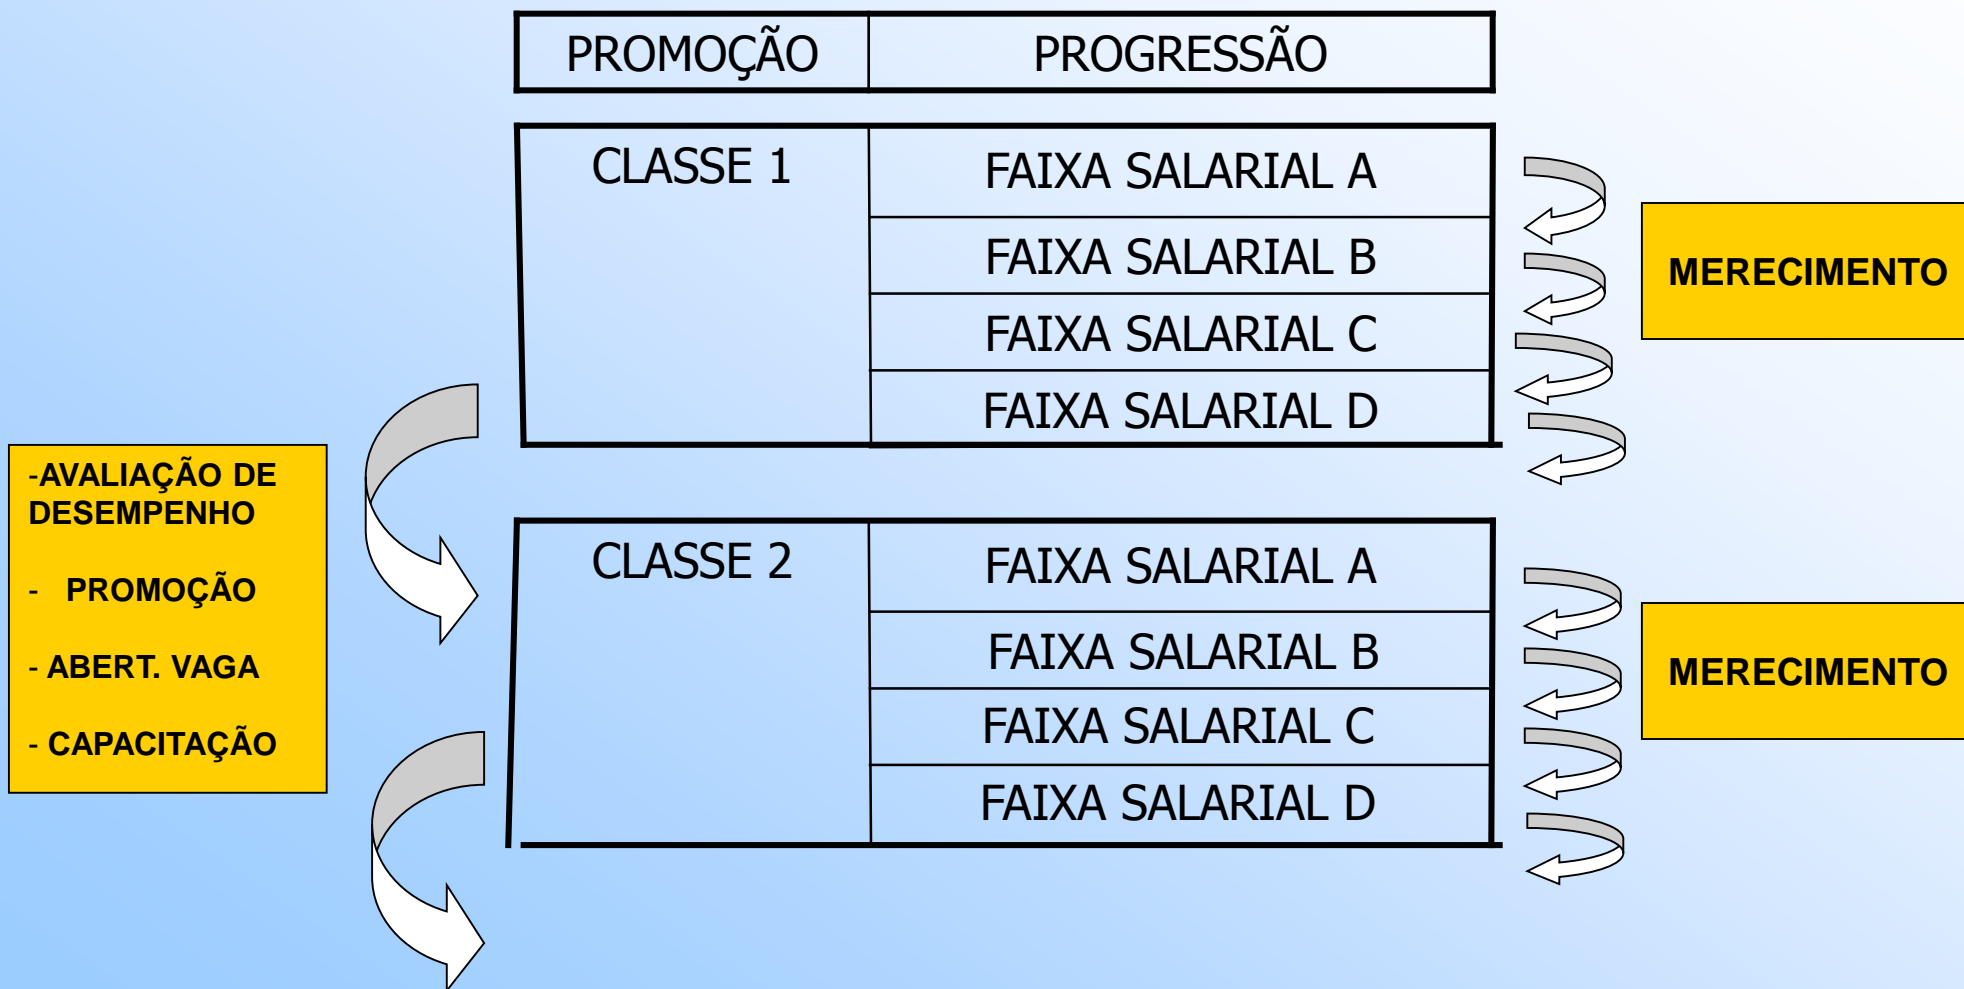 PROMOÇÃO PROGRESSÃO
CLASSE 1
FAIXA SALARIAL A
FAIXA SALARIAL B
FAIXA SALARIAL C
FAIXA SALARIAL D
MERECIMENTO
-AVALIAÇÃO DE
DESEMPENHO
- PROMOÇÃO
- ABERT. VAGA
- CAPACITAÇÃO
CLASSE 2
FAIXA SALARIAL A
FAIXA SALARIAL B
FAIXA SALARIAL C
FAIXA SALARIAL D
MERECIMENTO